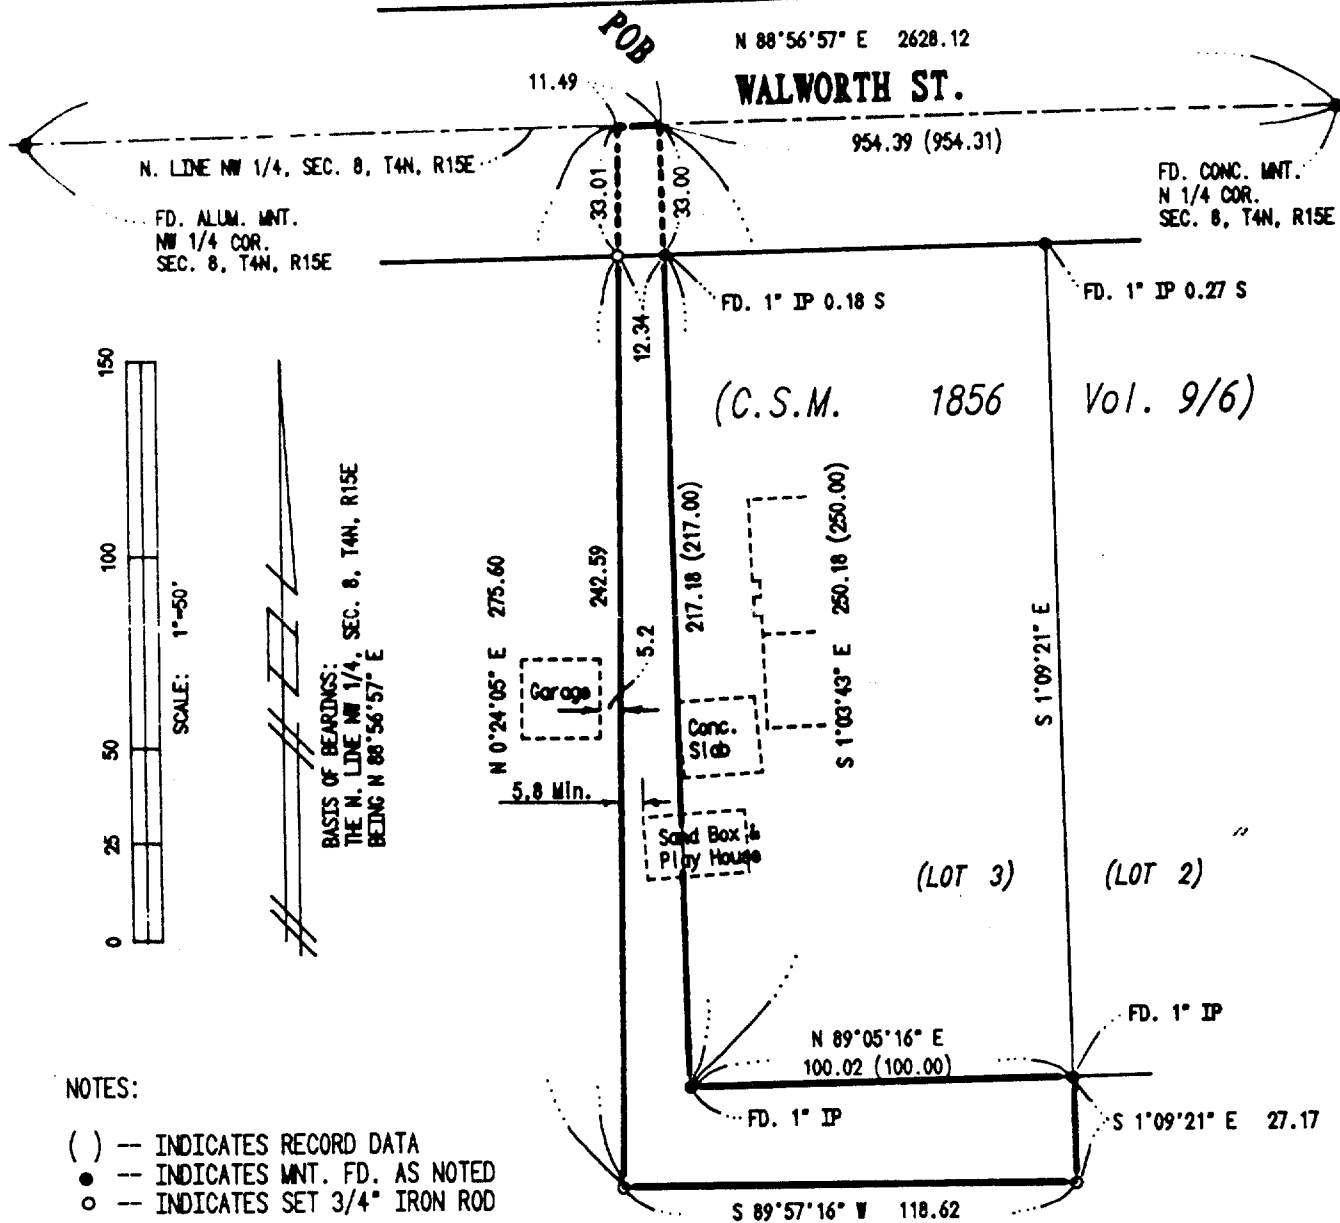 POB
N 88°56'57" E 2628.12
11.49
WALWORTH ST.
954.39 (954.31)
N. LINE NW 1/4, SEC. 8, T4N, R15E
FD. CONC. MNT.
N 1/4 COR.
SEC. 8, T4N, R15E
FD. ALUM. MNT.
NW 1/4 COR.
SEC. 8, T4N, R15E
33.01
33.00
FD. 1" IP 0.18 S
FD. 1" IP 0.27 S
12.34
150
100
50
25
0
SCALE: 1"=50'
(C.S.M. 1856 Vol. 9/6)
BASIS OF BEARINGS:
THE N. LINE NW 1/4, SEC. 8, T4N, R15E
BEING N 88°56'57" E
N 0°24'05" E 275.60
242.59
5.2
217.18 (217.00)
S 1°03'43" E 250.18 (250.00)
S 1°09'21" E
Garage
Conc.
Slab
5.8 Min.
Sand Box &
Play House
(LOT 3)
(LOT 2)
FD. 1" IP
N 89°05'16" E
100.02 (100.00)
FD. 1" IP
S 1°09'21" E 27.17
S 89°57'16" W 118.62
NOTES:
( ) -- INDICATES RECORD DATA
● -- INDICATES MNT. FD. AS NOTED
○ -- INDICATES SET 3/4" IRON ROD